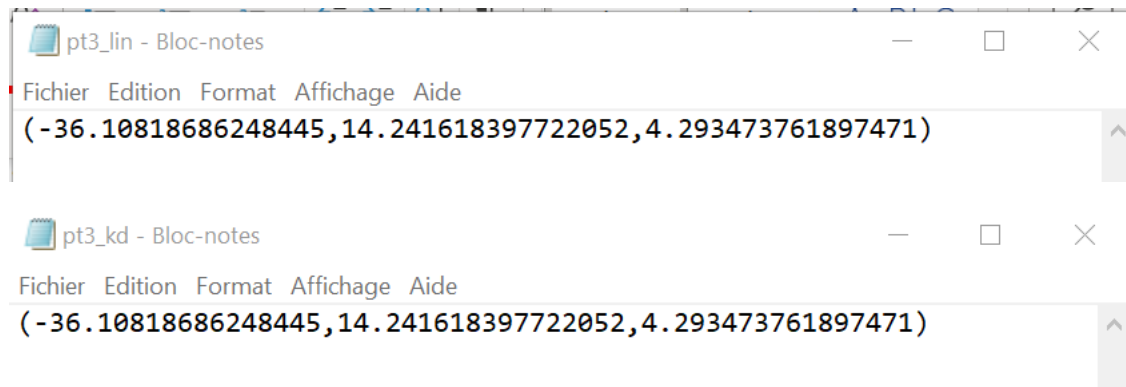 pt3_lin - Bloc-notes
Fichier Edition Format Affichage Aide
(-36.10818686248445,14.241618397722052,4.293473761897471)
pt3_kd - Bloc-notes
Fichier Edition Format Affichage Aide
(-36.10818686248445,14.241618397722052,4.293473761897471)